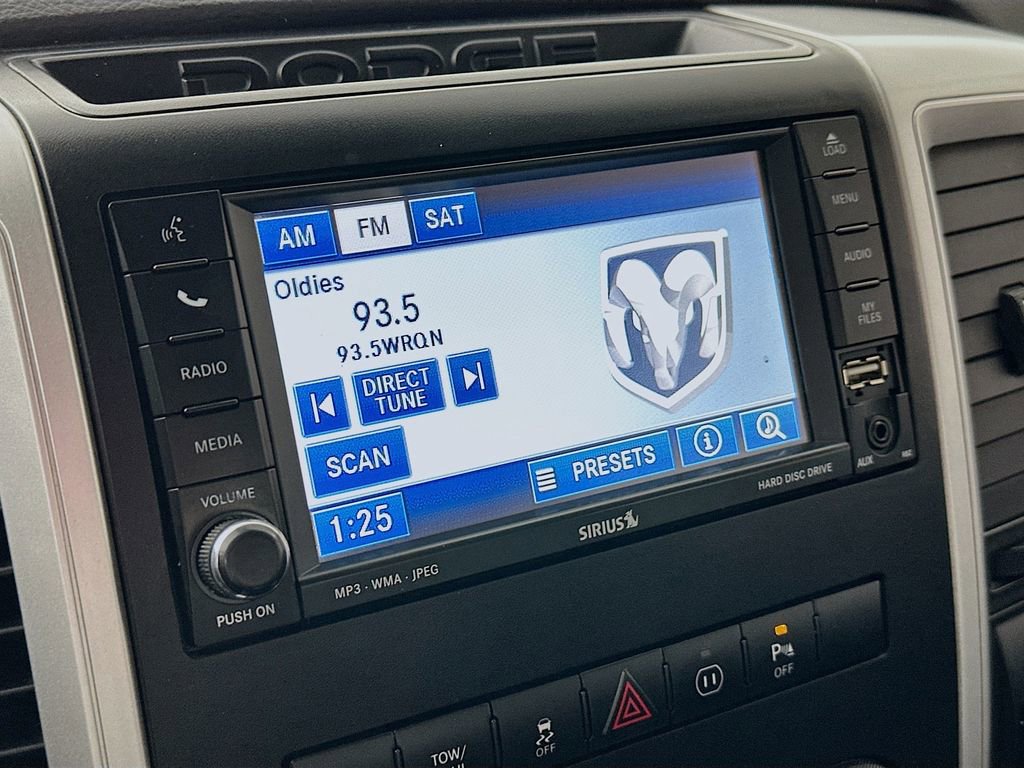 DODGE
LOAD
MENU
AUDIO
MY
FILES
AM
FM
SAT
Oldies
93.5
93.5WRQN
DIRECT
TUNE
SCAN
PRESETS
1:25
RADIO
MEDIA
VOLUME
PUSH ON
MP3 · WMA · JPEG
SIRIUS
HARD DISC DRIVE
AUX
P
OFF
OFF
TOW/